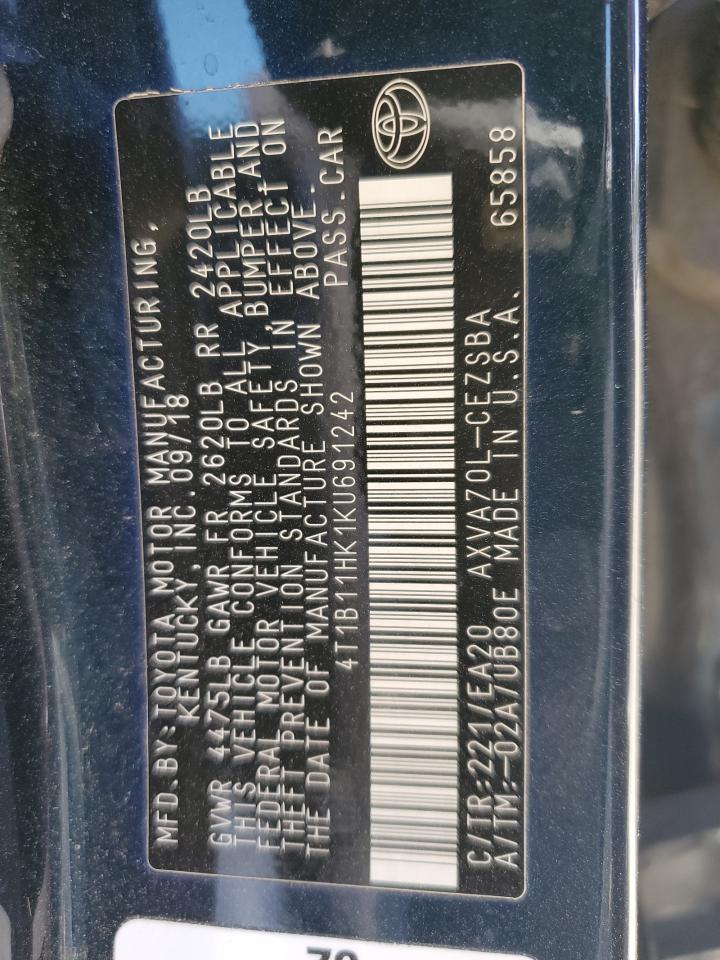 MFD.BY:TOYOTA MOTOR MANUFACTURING,
KENTUCKY, INC.09/18
GVWR 4475LB GAWR FR 2620LB RR 2420LB
THIS VEHICLE CONFORMS TO ALL APPLICABLE
FEDERAL MOTOR VEHICLE SAFETY, BUMPER,AND
THEFT PREVENTION STANDARDS IN EFFECT ON
THE DATE OF MANUFACTURE SHOWN ABOVE.
4T1B11HK1KU691242 PASS.CAR
C/TR:221/EA20 AXVA70L-CEZSBA
A/TM:-02A/UB80E MADE IN U.S.A. 65858